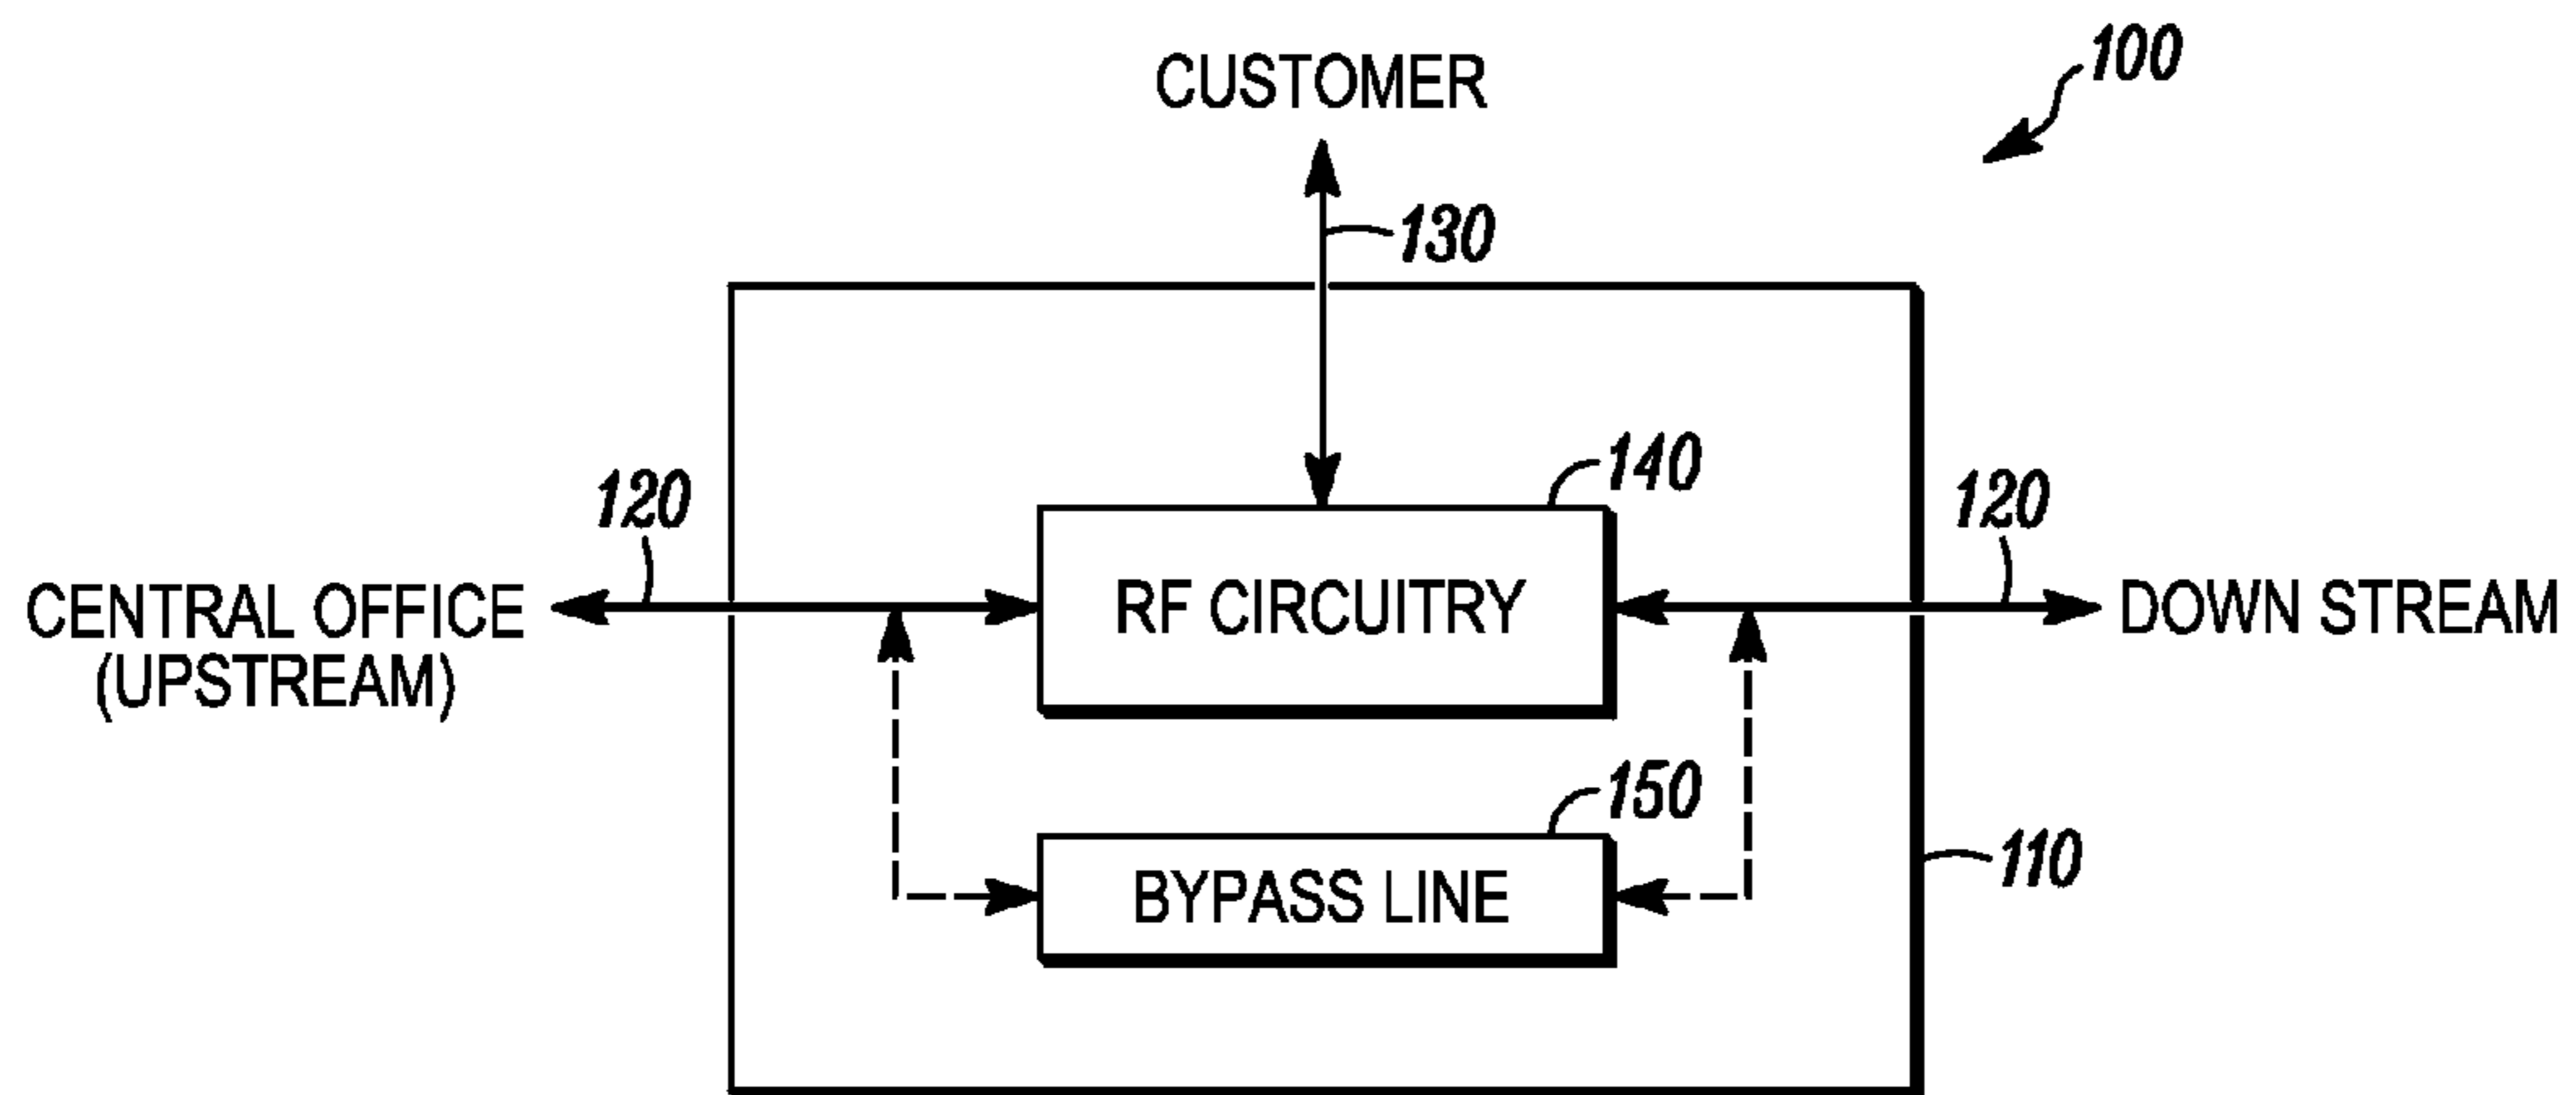 100
CUSTOMER
130
140
120
120
CENTRAL OFFICE
(UPSTREAM)
RF CIRCUITRY
DOWN STREAM
150
110
BYPASS LINE